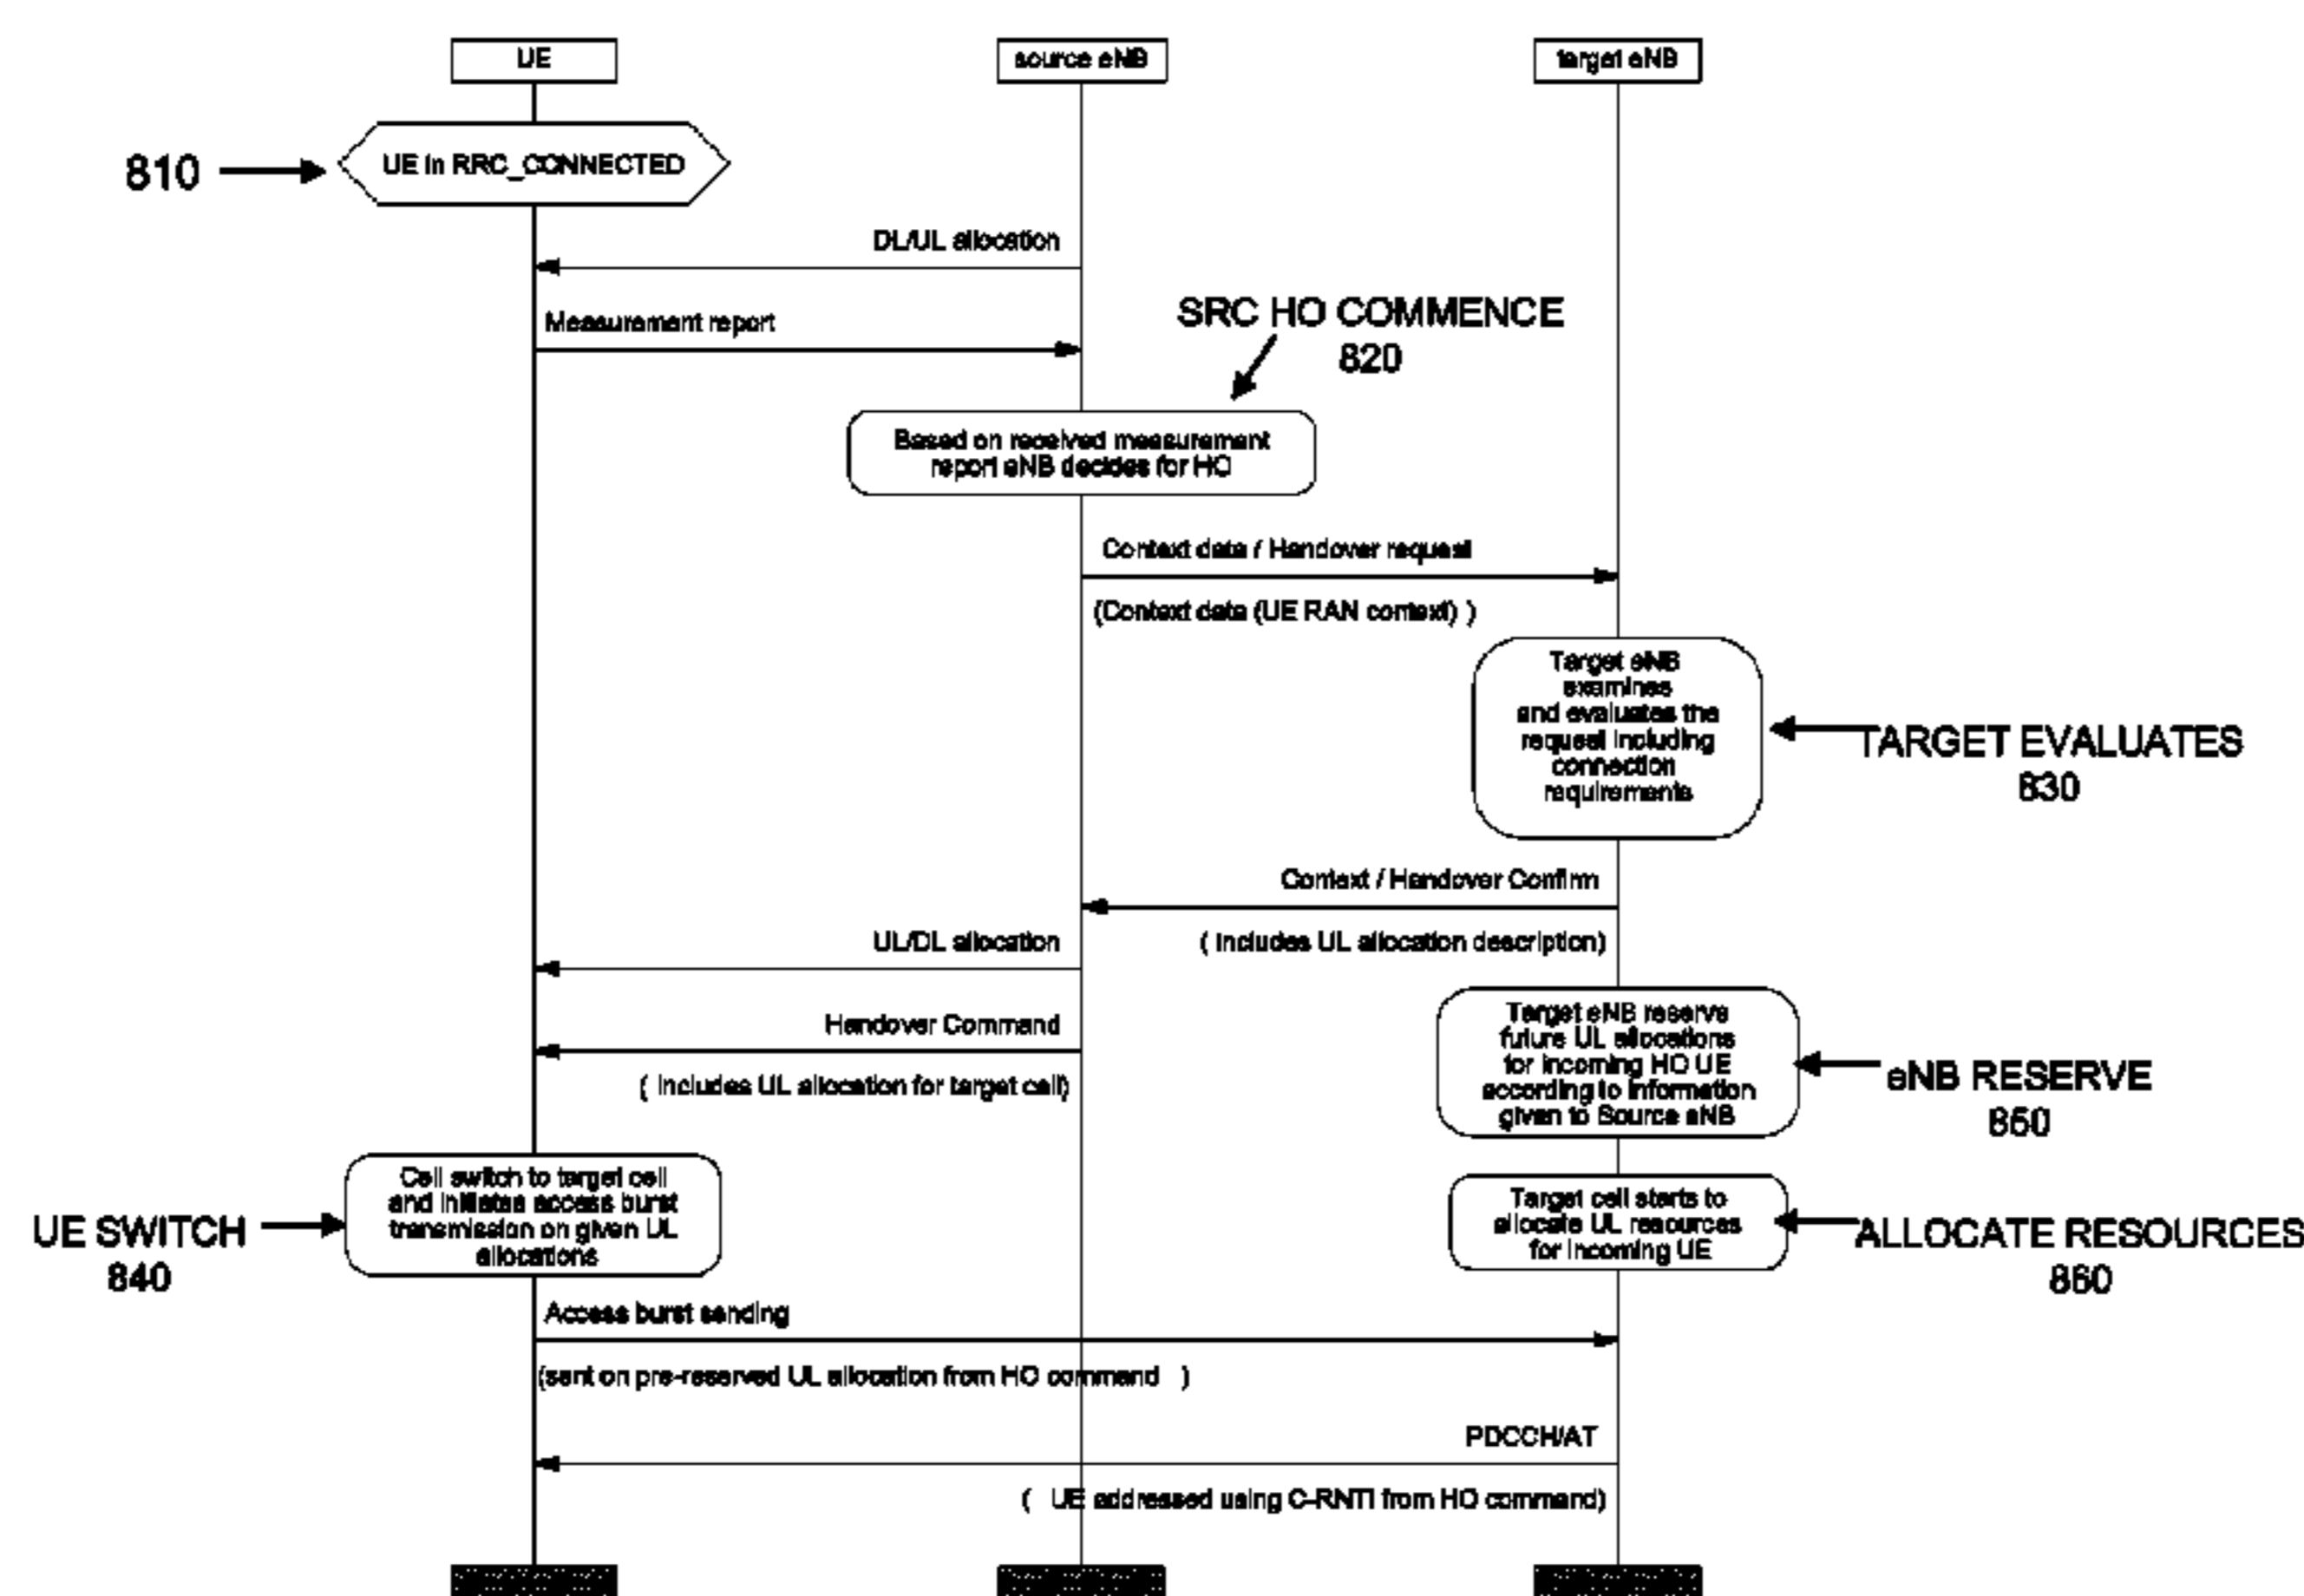 UE
source eNB
target eNB
810
UE in RRC_CONNECTED
DL/UL allocation
Measurement report
SRC HO COMMENCE
820
Based on received measurement
report eNB decides for HO
Context data / Handover request
(Context data (UE RAN context) )
Target eNB
examines
and evaluates the
request including
connection
requirements
TARGET EVALUATES
830
Context / Handover Confirm
UL/DL allocation
( includes UL allocation description)
Handover Command
( includes UL allocation for target cell)
Target eNB reserve
future UL allocations
for incoming HO UE
according to information
given to Source eNB
eNB RESERVE
850
Cell switch to target cell
and initiates access burst
transmission on given UL
allocations
UE SWITCH
840
Target cell starts to
allocate UL resources
for incoming UE
ALLOCATE RESOURCES
860
Access burst sending
(sent on pre-reserved UL allocation from HO command )
PDCCH/AT
( UE addressed using C-RNTI from HO command)